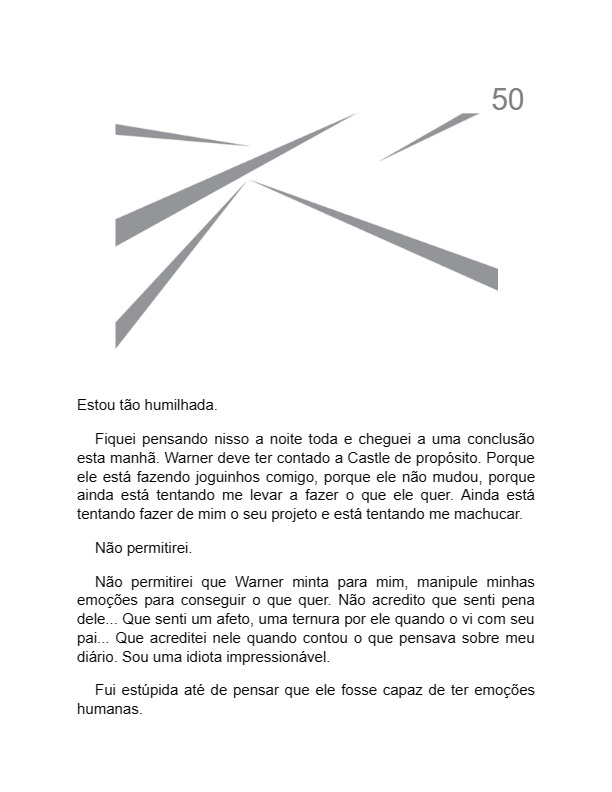 50
Estou tão humilhada.
Fiquei pensando nisso a noite toda e cheguei a uma conclusão
esta manhã. Warner deve ter contado a Castle de propósito. Porque
ele está fazendo joguinhos comigo, porque ele não mudou, porque
ainda está tentando me levar a fazer o que ele quer. Ainda está
tentando fazer de mim o seu projeto e está tentando me machucar.
Não permitirei.
Não permitirei que Warner minta para mim, manipule minhas
emoções para conseguir o que quer. Não acredito que senti pena
dele... Que senti um afeto, uma ternura por ele quando o vi com seu
pai... Que acreditei nele quando contou o que pensava sobre meu
diário. Sou uma idiota impressionável.
Fui estúpida até de pensar que ele fosse capaz de ter emoções
humanas.